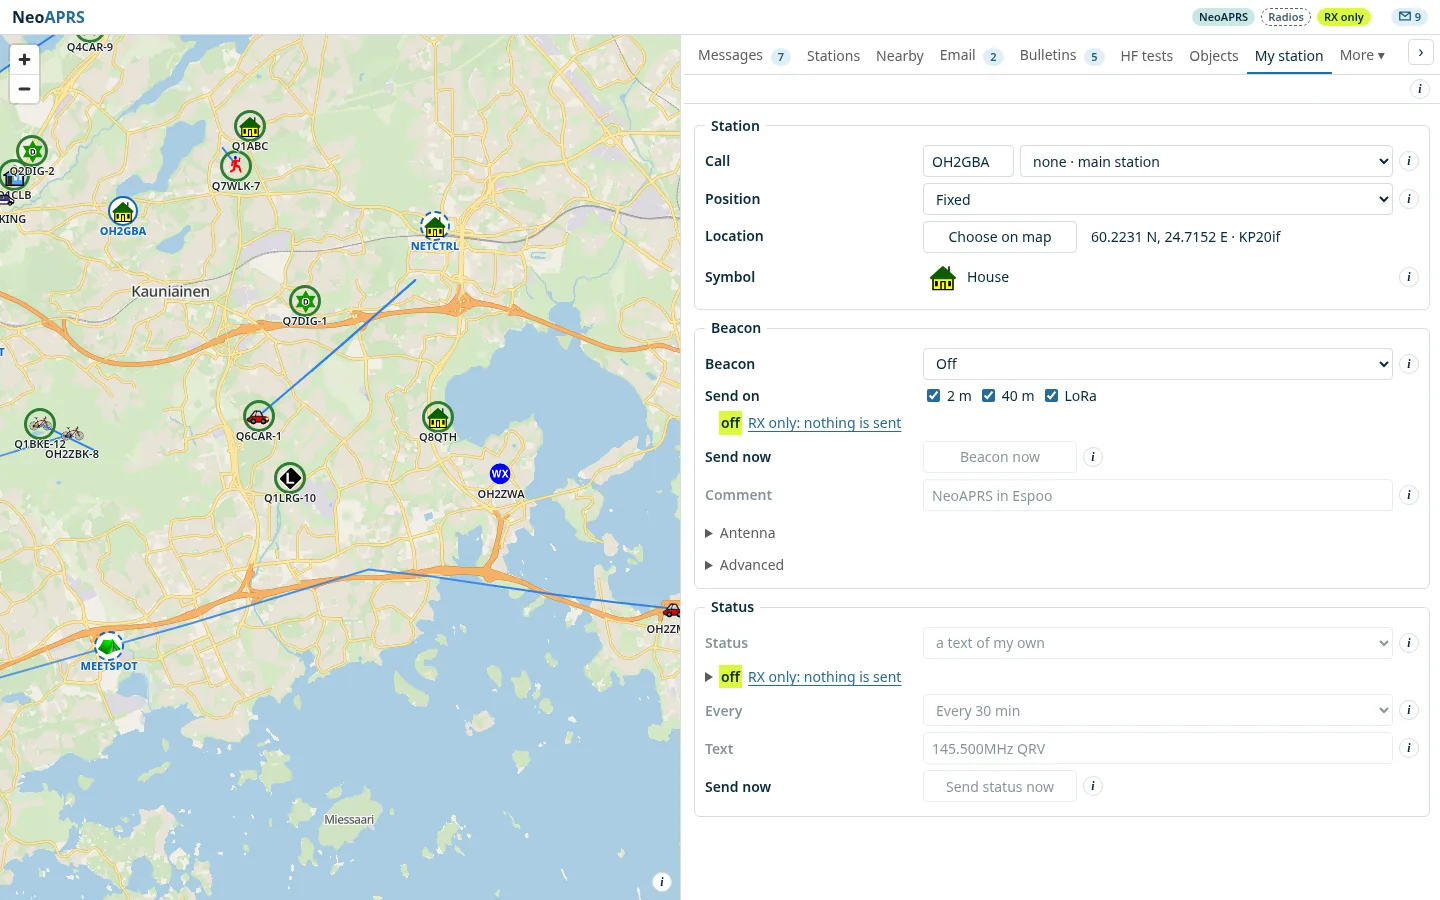 NeoAPRS
NeoAPRS
Radios
RX only
9
Messages 7
Stations
Nearby
Email 2
Bulletins 5
HF tests
Objects
My station
More ▾
›
+
−
Q4CAR-9
Q1ABC
Q2DIG-2
Q7WLK-7
KING
OH2GBA
NETCTRL
Kauniainen
D
Q7DIG-1
Q1BKE-12
OH2ZBK-8
Q6CAR-1
Q8QTH
L
Q1LRG-10
WX
OH2ZWA
MEETSPOT
Miessaari
i
i
Station
Call OH2GBA none · main station i
Position Fixed i
Location Choose on map 60.2231 N, 24.7152 E · KP20if
Symbol House i
Beacon
Beacon Off i
Send on 2 m 40 m LoRa
off RX only: nothing is sent
Send now Beacon now i
Comment NeoAPRS in Espoo i
▶ Antenna
▶ Advanced
Status
Status a text of my own i
▶ off RX only: nothing is sent
Every Every 30 min i
Text 145.500MHz QRV i
Send now Send status now i